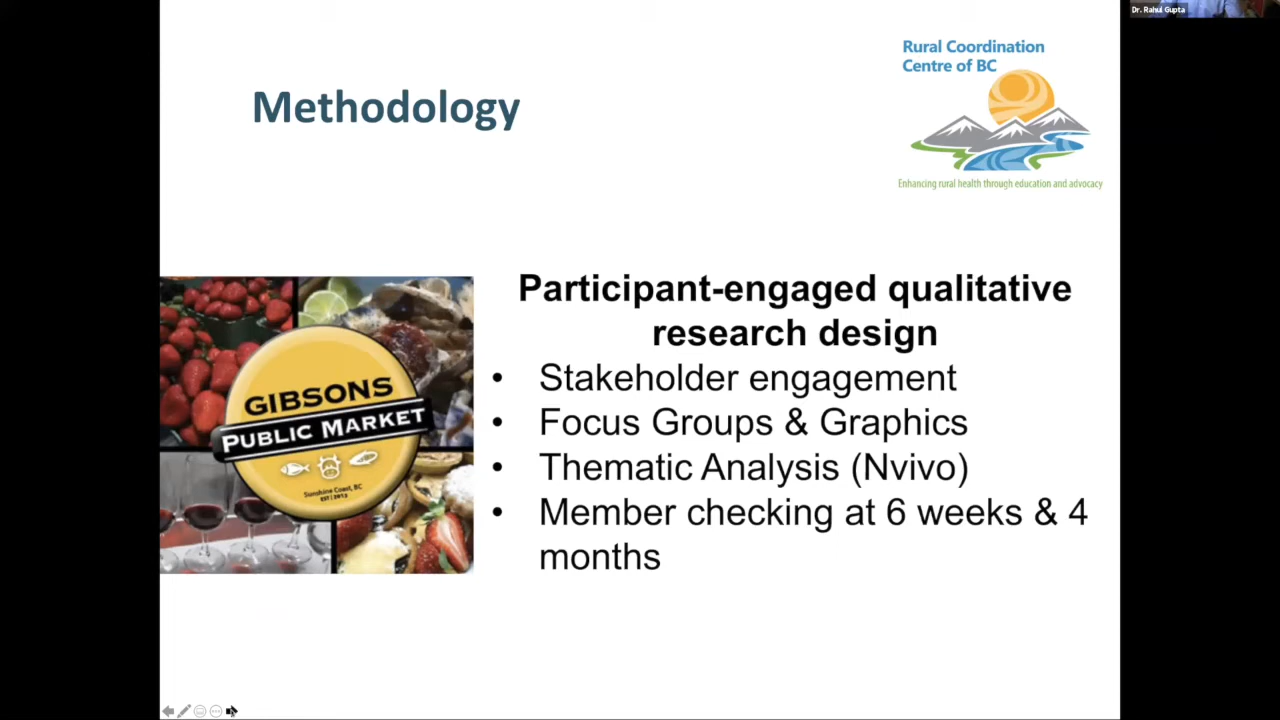 Dr. Rahul Gupta
Rural Coordination
Centre of BC
Enhancing rural health through education and advocacy
Methodology
Participant-engaged qualitative
research design
• Stakeholder engagement
• Focus Groups & Graphics
• Thematic Analysis (Nvivo)
• Member checking at 6 weeks & 4
months
GIBSONS
PUBLIC MARKET
Sunshine Coast, BC
EST | 2013